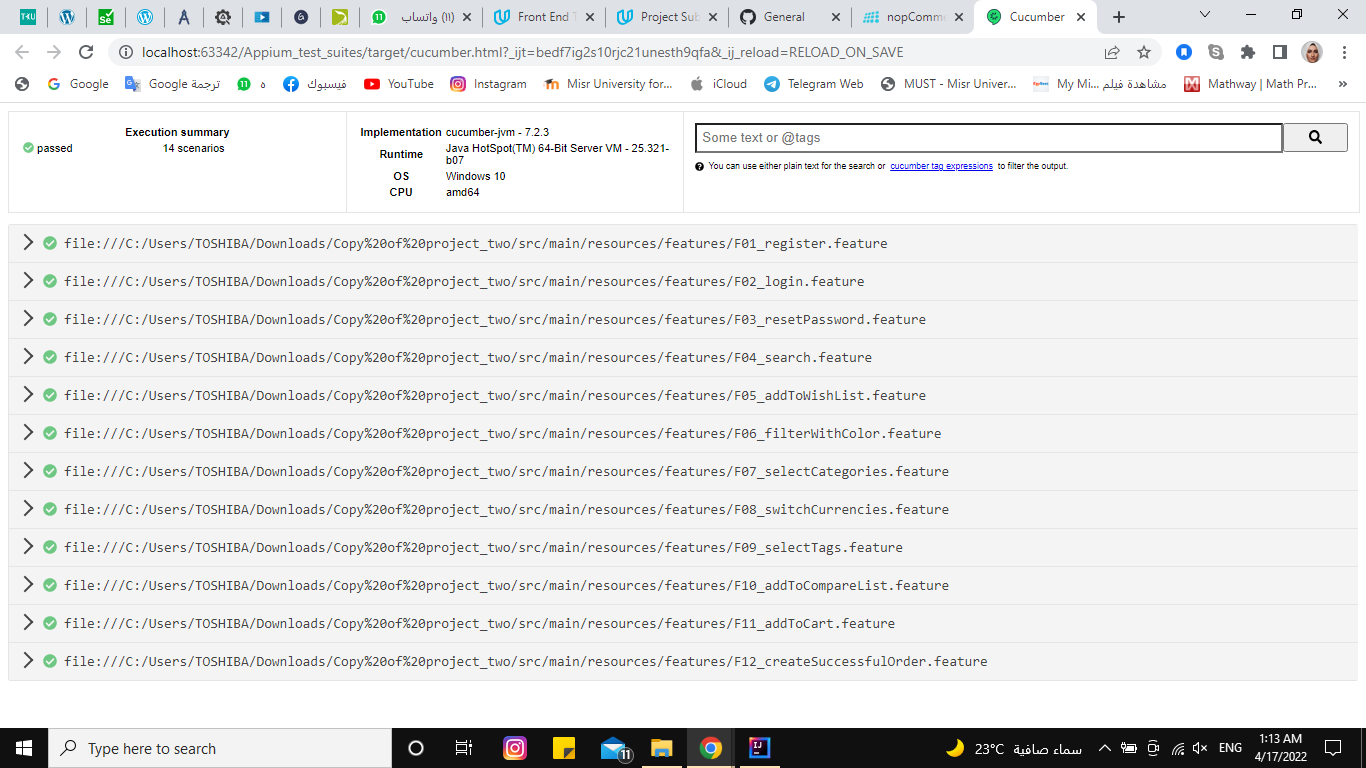 (11) واتساب
Front End T
Project Sub
General
nopComme
Cucumber
localhost:63342/Appium_test_suites/target/cucumber.html?_ijt=bedf7ig2s10rjc21unesth9qfa&_ij_reload=RELOAD_ON_SAVE
Google
ترجمة Google
ه
فيسبوك
YouTube
Instagram
Misr University for...
iCloud
Telegram Web
MUST - Misr Univer...
مشاهدة فيلم My Mi...
Mathway | Math Pr...
»
Execution summary
passed
14 scenarios
Implementation cucumber-jvm - 7.2.3
Runtime Java HotSpot(TM) 64-Bit Server VM - 25.321-
b07
OS Windows 10
CPU amd64
Some text or @tags
You can use either plain text for the search or cucumber tag expressions to filter the output.
file:///C:/Users/TOSHIBA/Downloads/Copy%20of%20project_two/src/main/resources/features/F01_register.feature
file:///C:/Users/TOSHIBA/Downloads/Copy%20of%20project_two/src/main/resources/features/F02_login.feature
file:///C:/Users/TOSHIBA/Downloads/Copy%20of%20project_two/src/main/resources/features/F03_resetPassword.feature
file:///C:/Users/TOSHIBA/Downloads/Copy%20of%20project_two/src/main/resources/features/F04_search.feature
file:///C:/Users/TOSHIBA/Downloads/Copy%20of%20project_two/src/main/resources/features/F05_addToWishList.feature
file:///C:/Users/TOSHIBA/Downloads/Copy%20of%20project_two/src/main/resources/features/F06_filterWithColor.feature
file:///C:/Users/TOSHIBA/Downloads/Copy%20of%20project_two/src/main/resources/features/F07_selectCategories.feature
file:///C:/Users/TOSHIBA/Downloads/Copy%20of%20project_two/src/main/resources/features/F08_switchCurrencies.feature
file:///C:/Users/TOSHIBA/Downloads/Copy%20of%20project_two/src/main/resources/features/F09_selectTags.feature
file:///C:/Users/TOSHIBA/Downloads/Copy%20of%20project_two/src/main/resources/features/F10_addToCompareList.feature
file:///C:/Users/TOSHIBA/Downloads/Copy%20of%20project_two/src/main/resources/features/F11_addToCart.feature
file:///C:/Users/TOSHIBA/Downloads/Copy%20of%20project_two/src/main/resources/features/F12_createSuccessfulOrder.feature
Type here to search
11
23°C سماء صافية
ENG
1:13 AM
4/17/2022